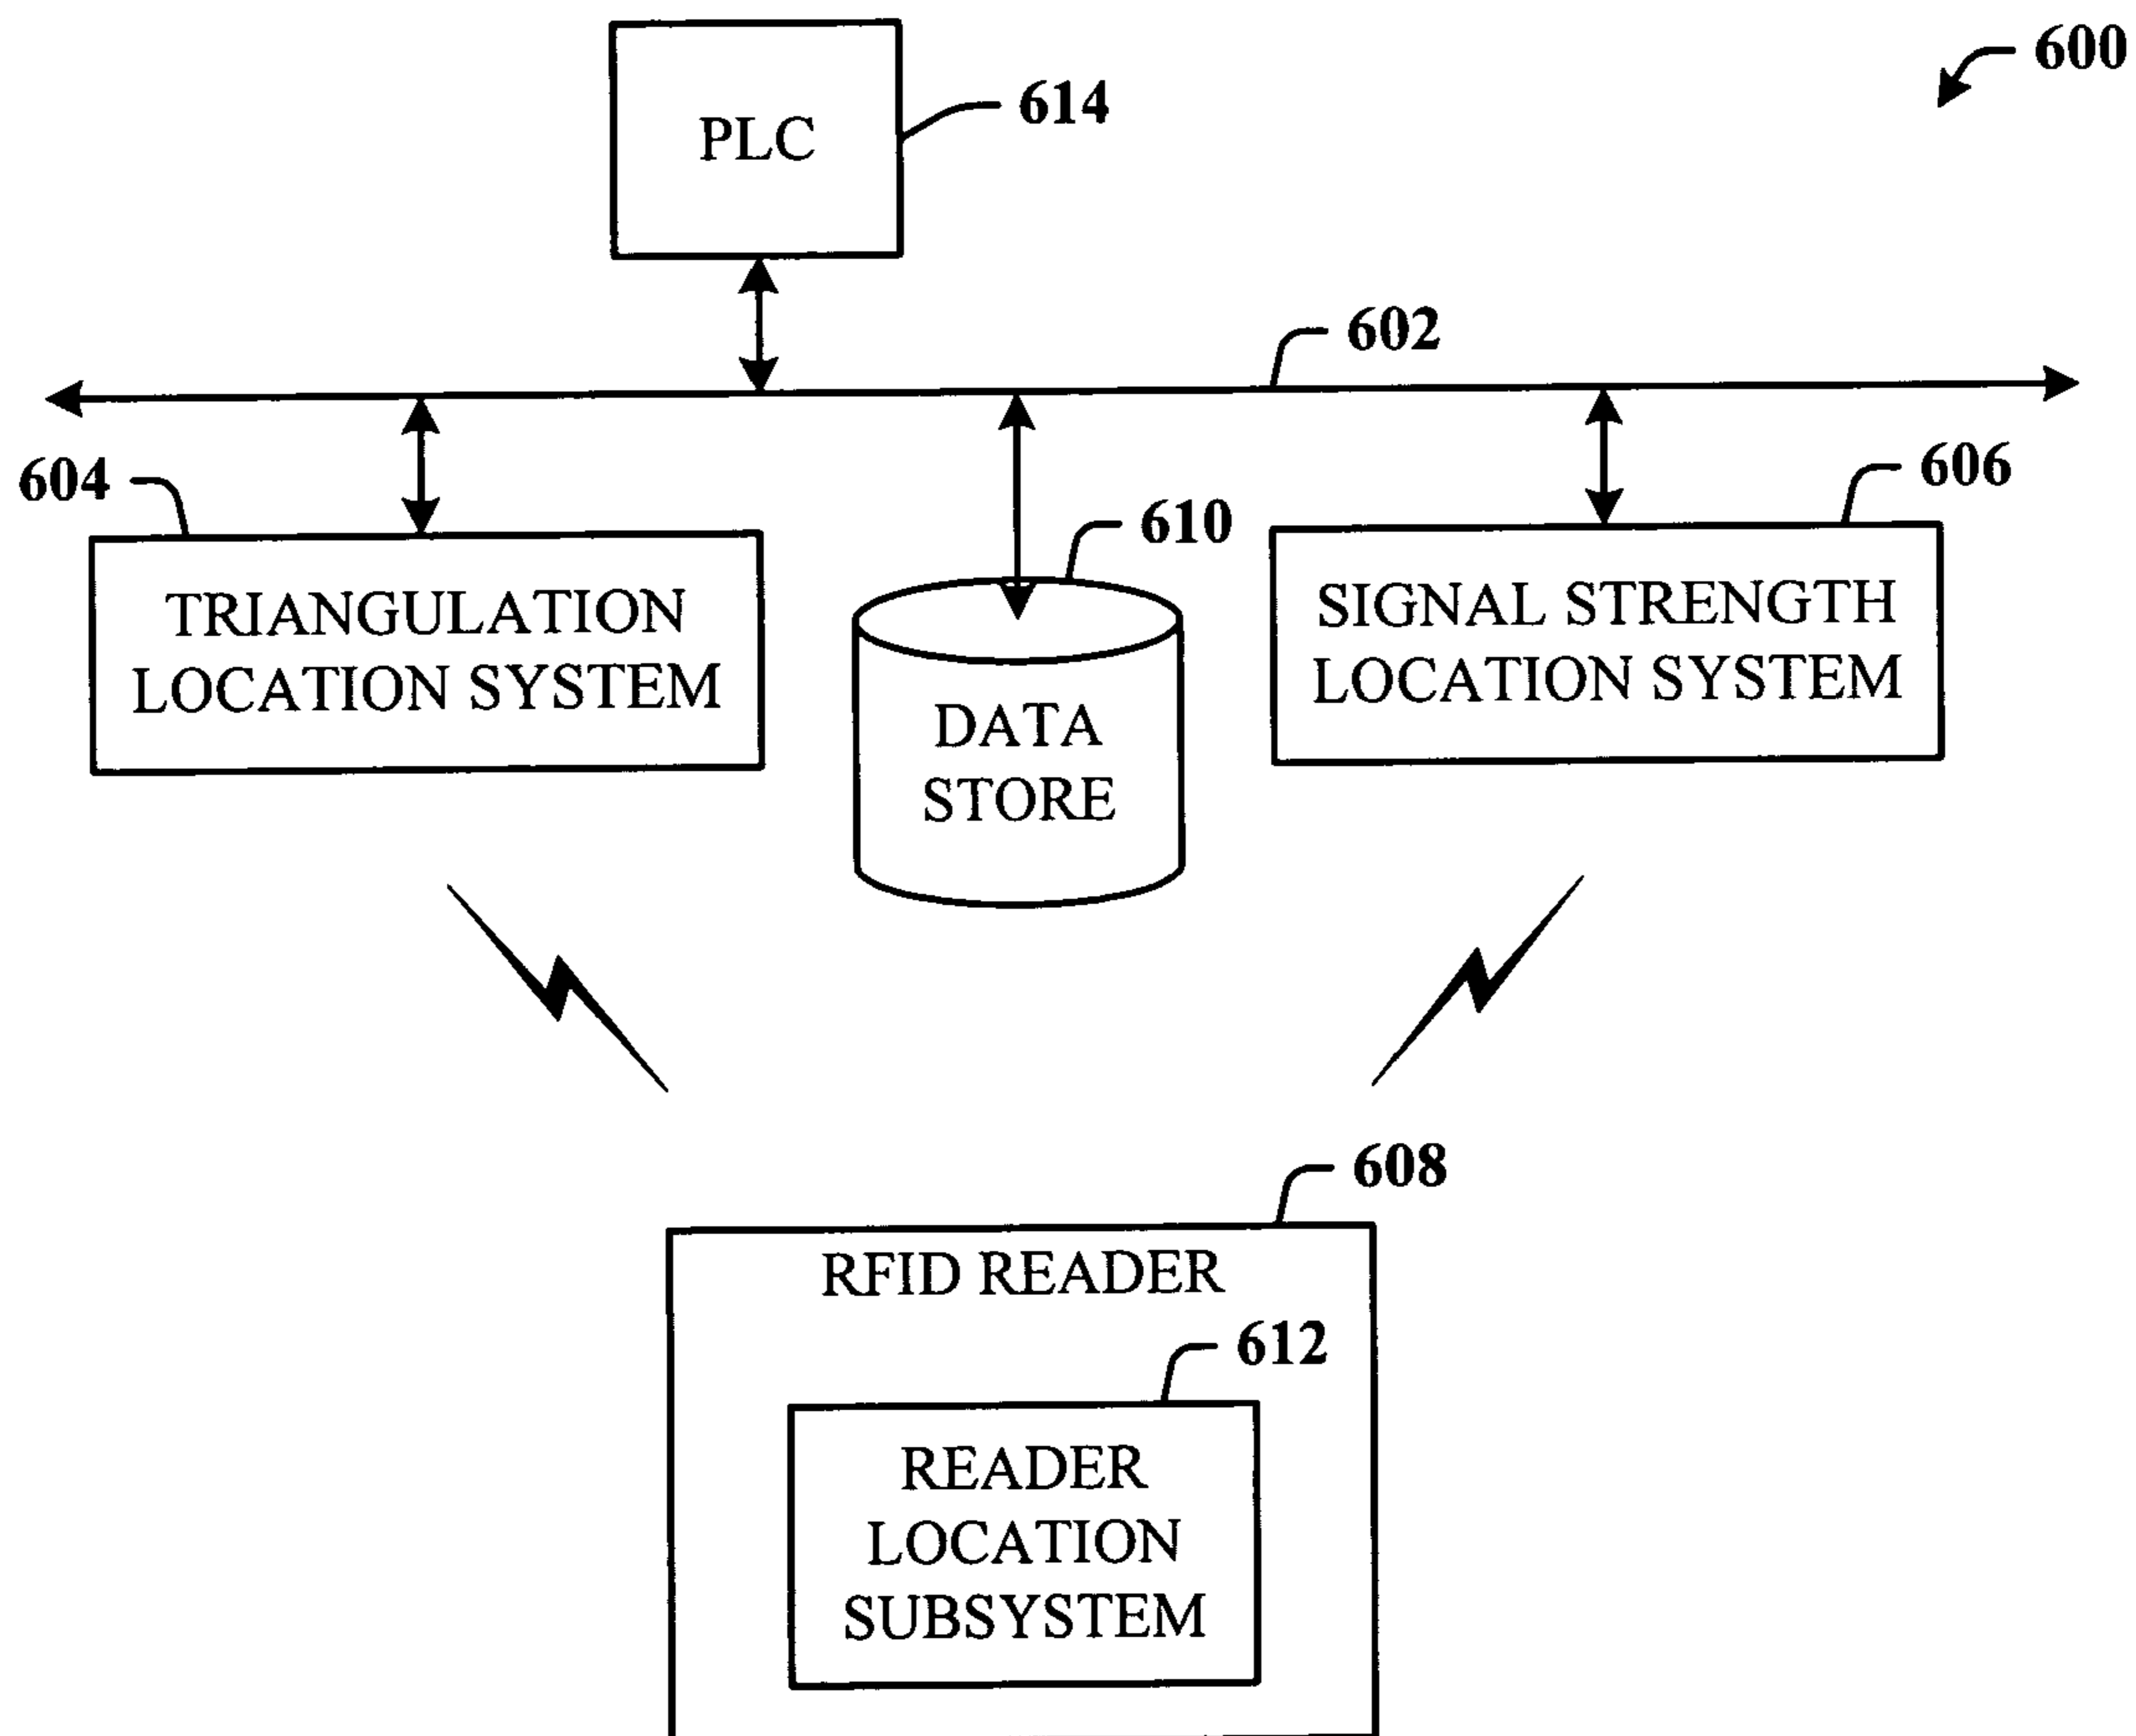 600
PLC
614
602
604
606
610
TRIANGULATION
LOCATION SYSTEM
SIGNAL STRENGTH
LOCATION SYSTEM
DATA
STORE
608
RFID READER
612
READER
LOCATION
SUBSYSTEM